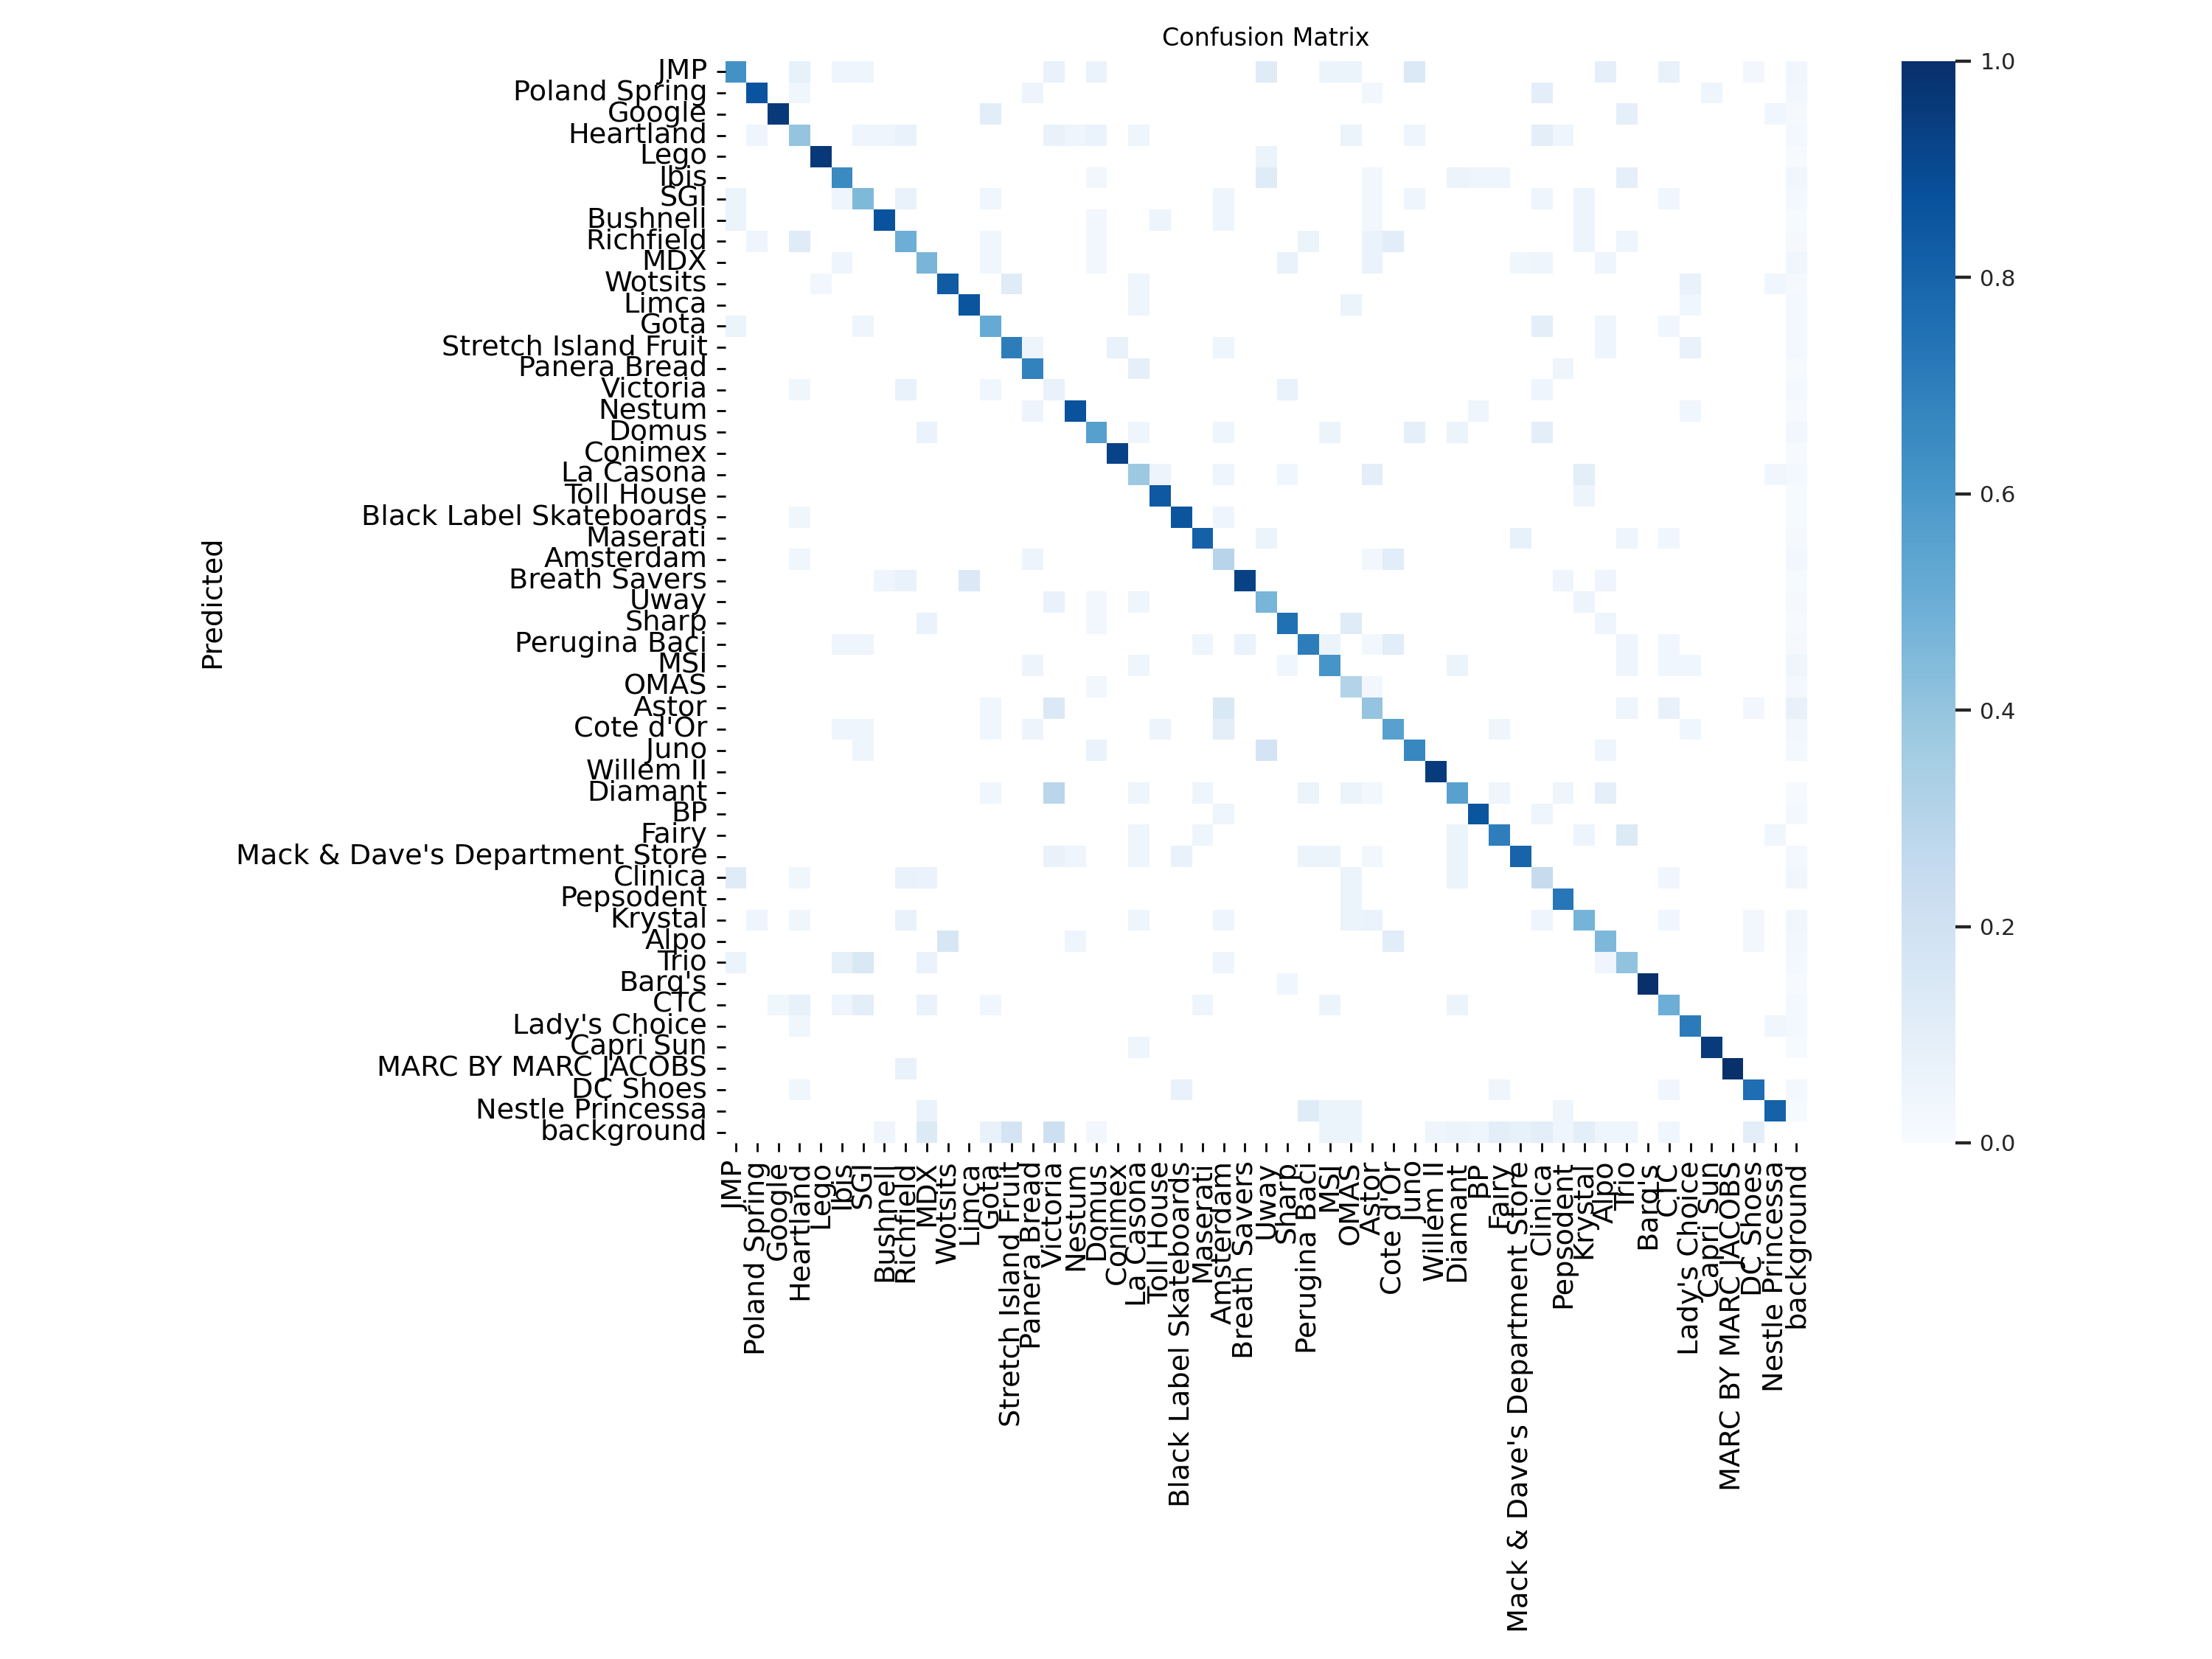 Confusion Matrix
JMP
Poland Spring
Google
Heartland
Lego
Ibis
SGI
Bushnell
Richfield
MDX
Wotsits
Limca
Gota
Stretch Island Fruit
Panera Bread
Victoria
Nestum
Domus
Conimex
La Casona
Toll House
Black Label Skateboards
Maserati
Amsterdam
Breath Savers
Uway
Sharp
Perugina Baci
MSI
OMAS
Astor
Cote d'Or
Juno
Willem II
Diamant
BP
Fairy
Mack & Dave's Department Store
Clinica
Pepsodent
Krystal
Alpo
Trio
Barq's
CTC
Lady's Choice
Capri Sun
MARC BY MARC JACOBS
DC Shoes
Nestle Princessa
background
Predicted
JMP
Poland Spring
Google
Heartland
Lego
Ibis
SGI
Bushnell
Richfield
MDX
Wotsits
Limca
Gota
Stretch Island Fruit
Panera Bread
Victoria
Nestum
Domus
Conimex
La Casona
Toll House
Black Label Skateboards
Maserati
Amsterdam
Breath Savers
Uway
Sharp
Perugina Baci
MSI
OMAS
Astor
Cote d'Or
Juno
Willem II
Diamant
BP
Fairy
Mack & Dave's Department Store
Clinica
Pepsodent
Krystal
Alpo
Trio
Barq's
CTC
Lady's Choice
Capri Sun
MARC BY MARC JACOBS
DC Shoes
Nestle Princessa
background
1.0
0.8
0.6
0.4
0.2
0.0